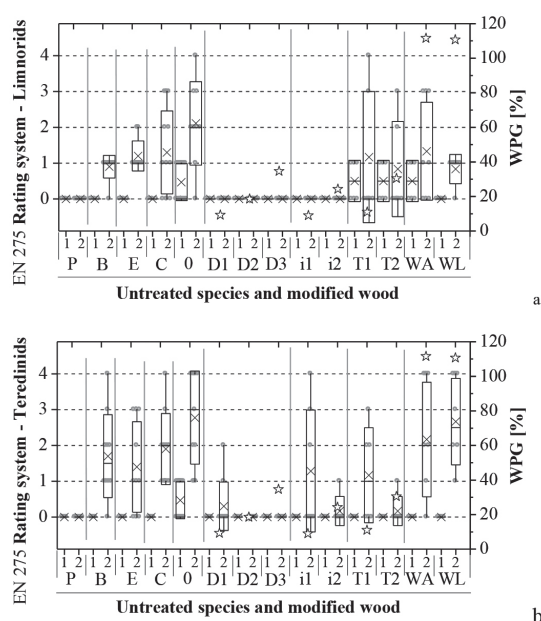 120
4
100
3
80
2
60
1
40
0
20
0
EN 275 Rating system - Limnorids
WPG [%]
1 2 1 2 1 2 1 2 1 2 1 2 1 2 1 2 1 2 1 2 1 2 1 2 1 2 1 2
P B E C 0 D1 D2 D3 i1 i2 T1 T2 WA WL
Untreated species and modified wood
a
120
4
100
3
80
2
60
1
40
0
20
0
EN 275 Rating system - Teredinids
WPG [%]
1 2 1 2 1 2 1 2 1 2 1 2 1 2 1 2 1 2 1 2 1 2 1 2 1 2 1 2
P B E C 0 D1 D2 D3 i1 i2 T1 T2 WA WL
Untreated species and modified wood
b